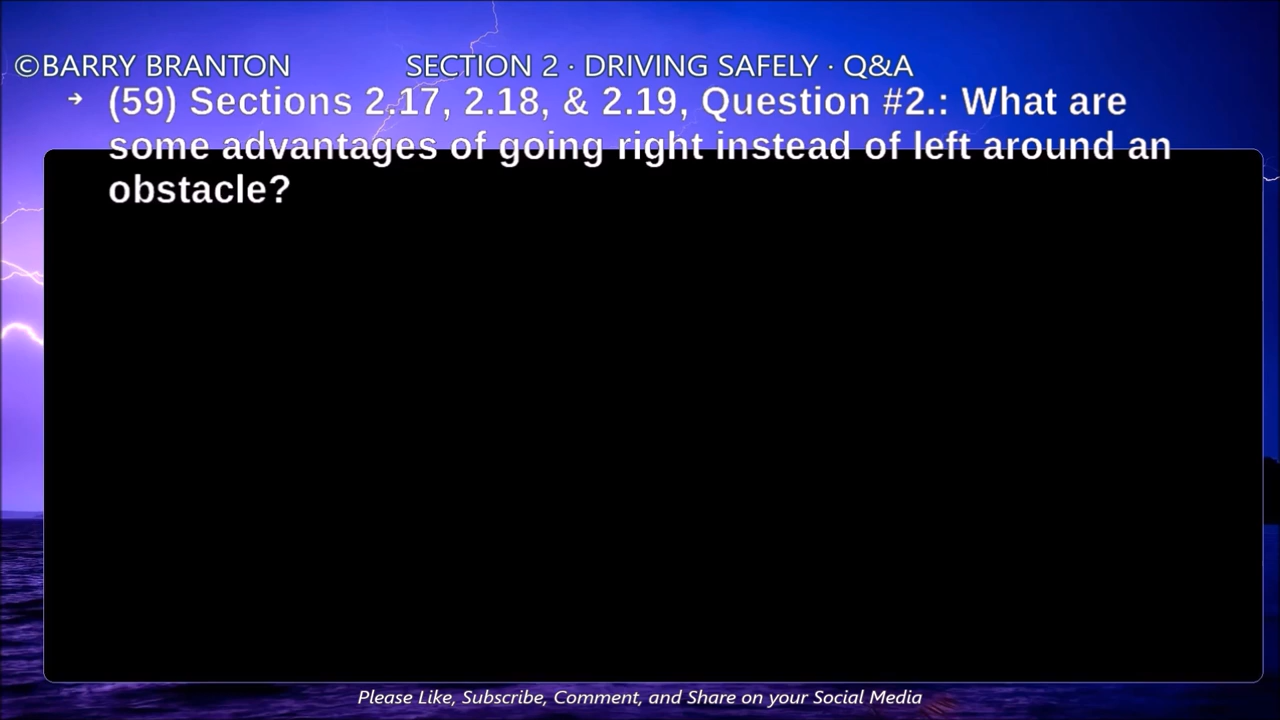 ©BARRY BRANTON SECTION 2 · DRIVING SAFELY · Q&A
→ (59) Sections 2.17, 2.18, & 2.19, Question #2.: What are
some advantages of going right instead of left around an
obstacle?
Please Like, Subscribe, Comment, and Share on your Social Media